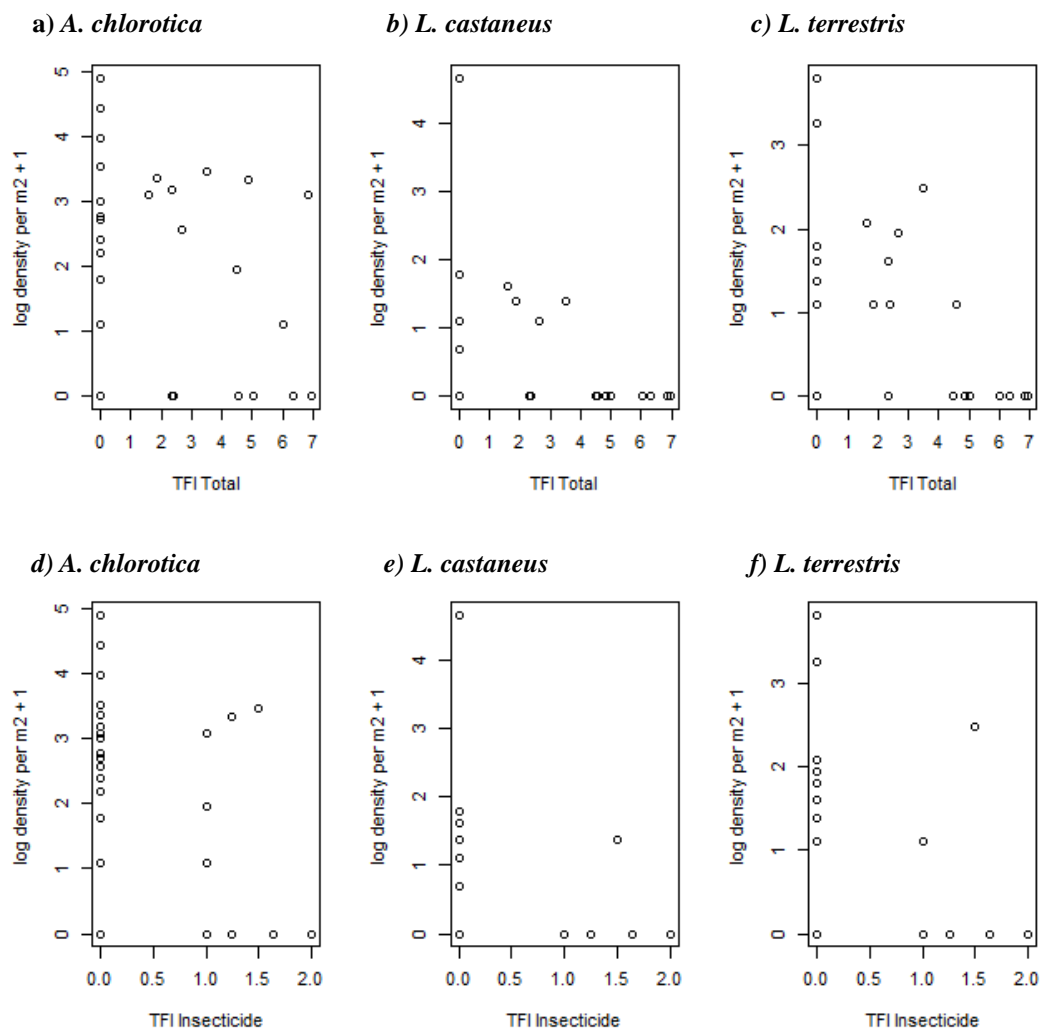 a) A. chlorotica
b) L. castaneus
c) L. terrestris
log density per m2 + 1
5
4
3
2
1
0
0 1 2 3 4 5 6 7
TFI Total
log density per m2 + 1
4
3
2
1
0
0 1 2 3 4 5 6 7
TFI Total
log density per m2 + 1
3
2
1
0
0 1 2 3 4 5 6 7
TFI Total
d) A. chlorotica
e) L. castaneus
f) L. terrestris
log density per m2 + 1
5
4
3
2
1
0
0.0 0.5 1.0 1.5 2.0
TFI Insecticide
log density per m2 + 1
4
3
2
1
0
0.0 0.5 1.0 1.5 2.0
TFI Insecticide
log density per m2 + 1
3
2
1
0
0.0 0.5 1.0 1.5 2.0
TFI Insecticide